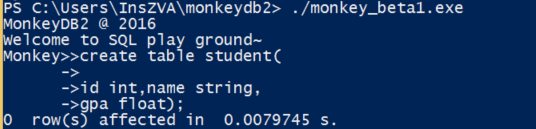 PS C:\Users\InsZVA\monkeydb2> ./monkey_beta1.exe
MonkeyDB2 @ 2016
Welcome to SQL play ground~
Monkey>>create table student(
->
->id int,name string,
->gpa float);
0  row(s) affected in  0.0079745 s.